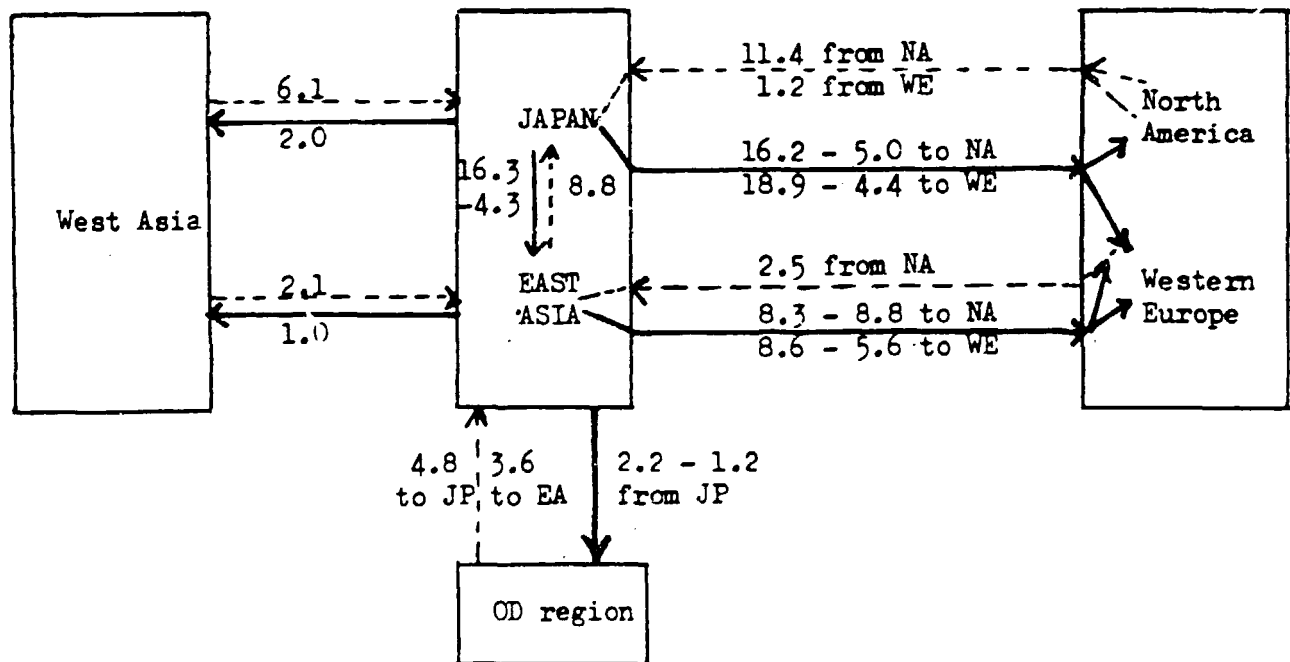 11.4 from NA
1.2 from WE
6.1
2.0
JAPAN
North
America
16.3
-4.3
8.8
16.2 - 5.0 to NA
18.9 - 4.4 to WE
West Asia
2.1
1.0
EAST
ASIA
2.5 from NA
8.3 - 8.8 to NA
8.6 - 5.6 to WE
Western
Europe
4.8 3.6
to JP to EA
2.2 - 1.2
from JP
OD region